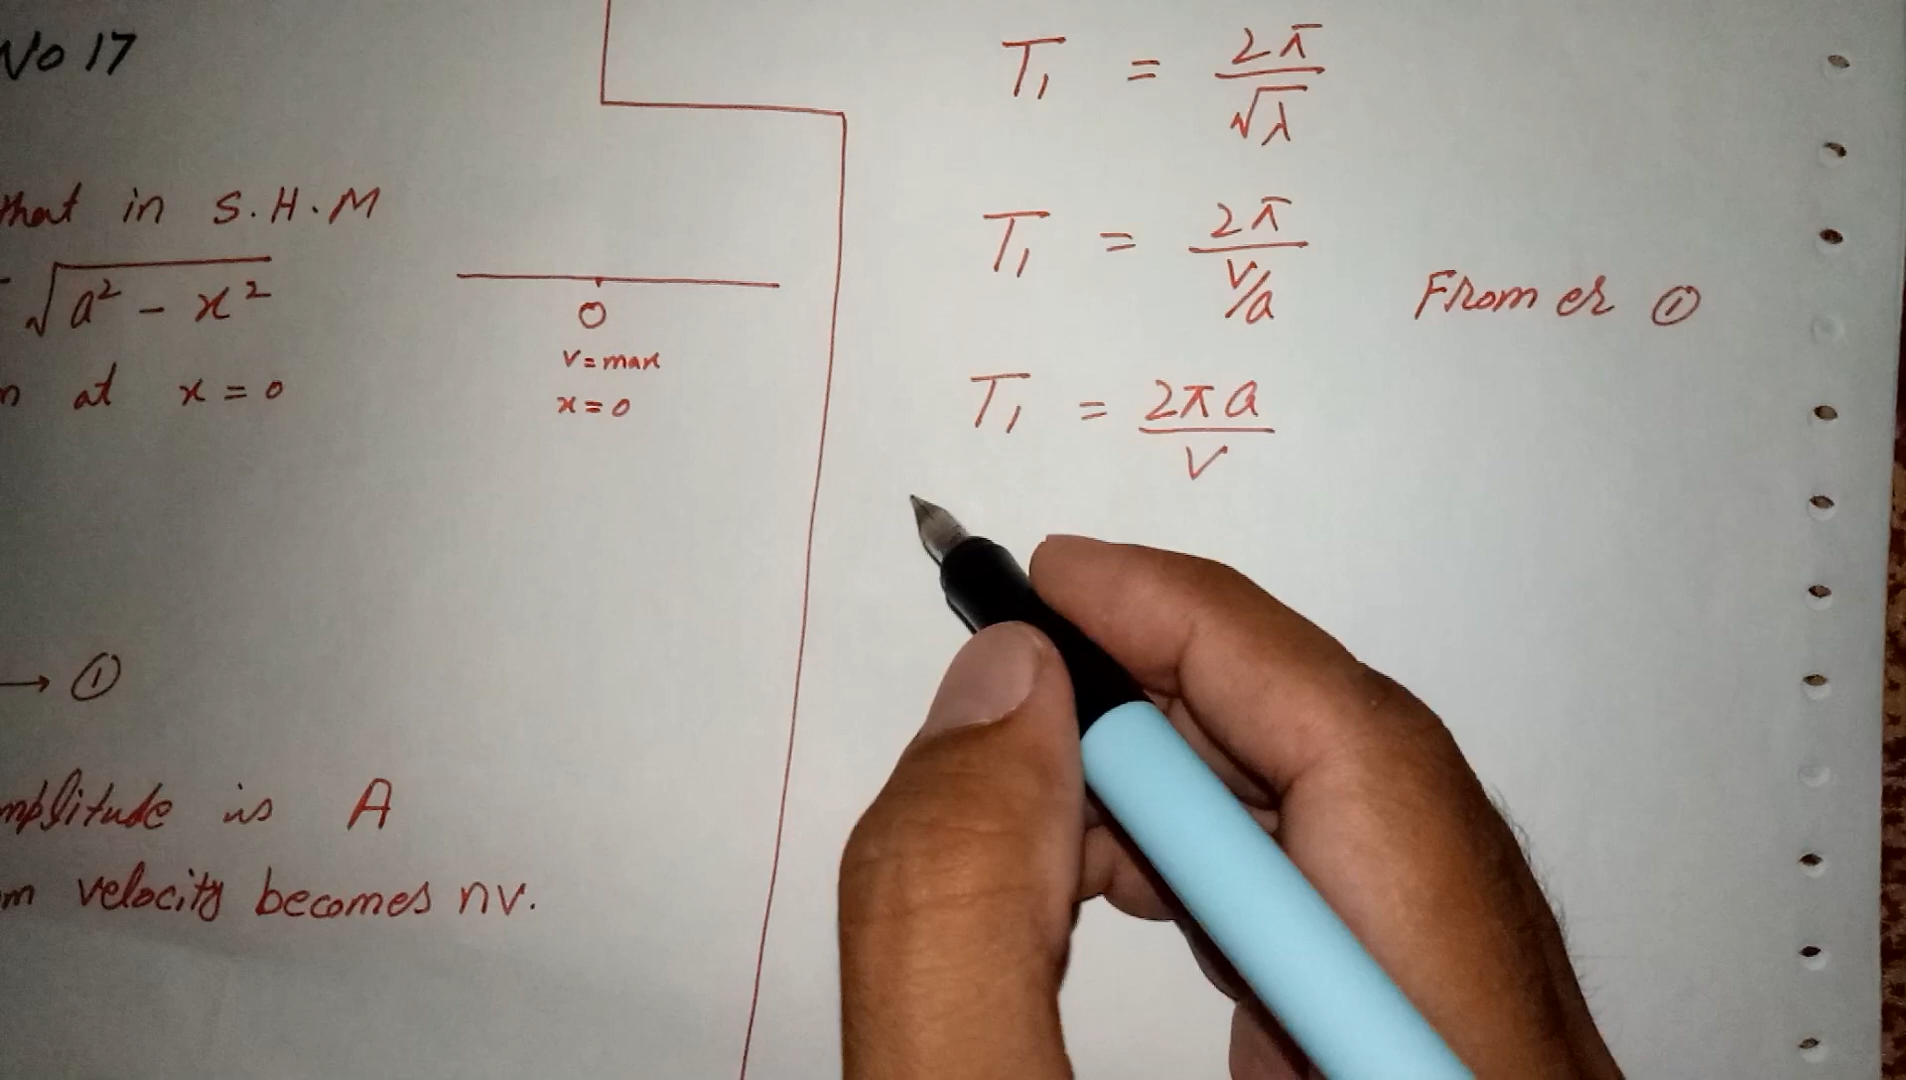 No 17
that in S.H.M
√a² - x²
at x = 0
O
v = max
x = 0
→ ①
mplitude is A
m velocity becomes nv.
T₁ = 2π/√λ
T₁ = 2π/v/a From er ①
T₁ = 2πa/v